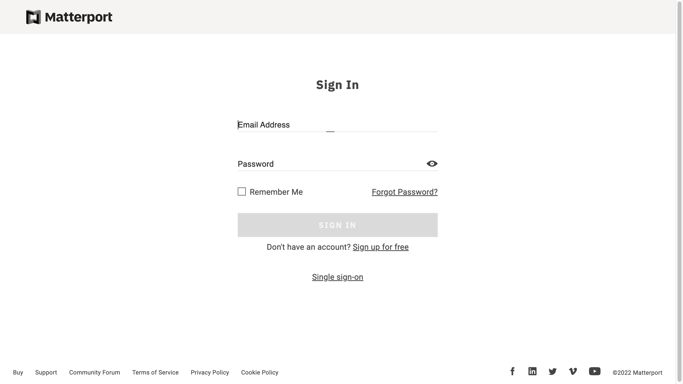 Matterport
Sign In
Email Address
Password
Remember Me Forgot Password?
SIGN IN
Don't have an account? Sign up for free
Single sign-on
Buy Support Community Forum Terms of Service Privacy Policy Cookie Policy ©2022 Matterport